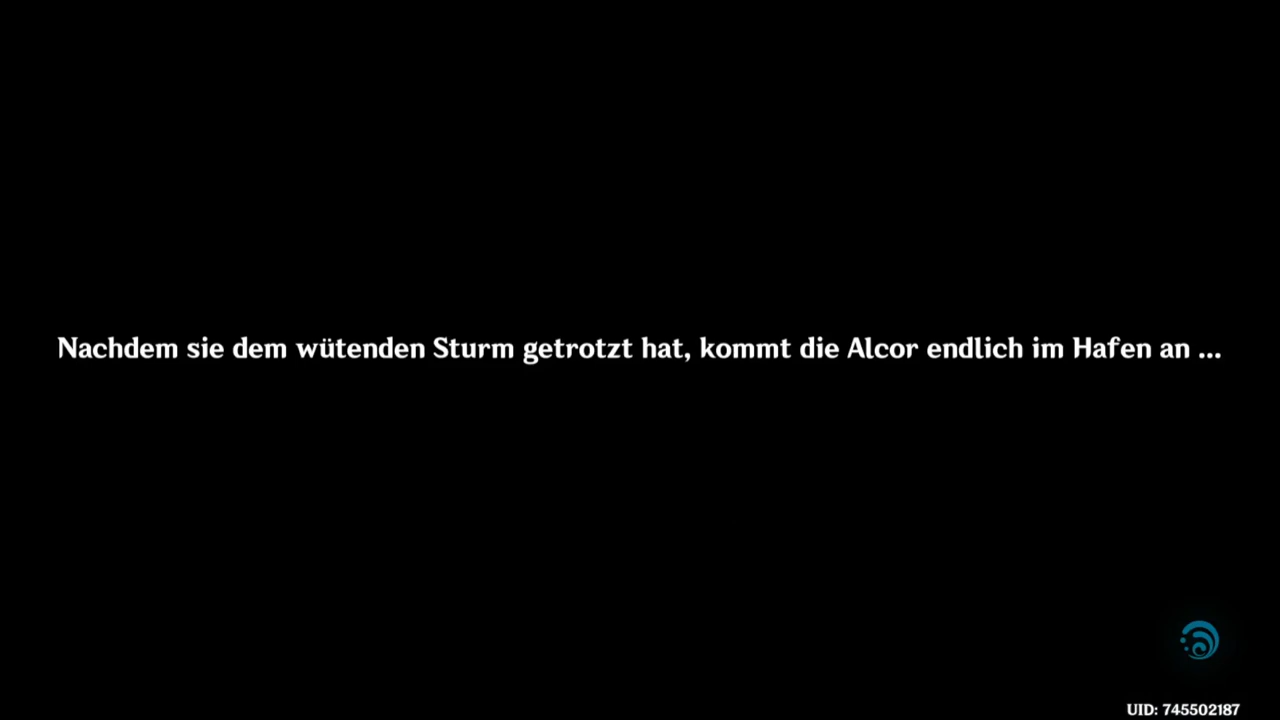 Nachdem sie dem wütenden Sturm getrotzt hat, kommt die Alcor endlich im Hafen an ...
UID: 745502187